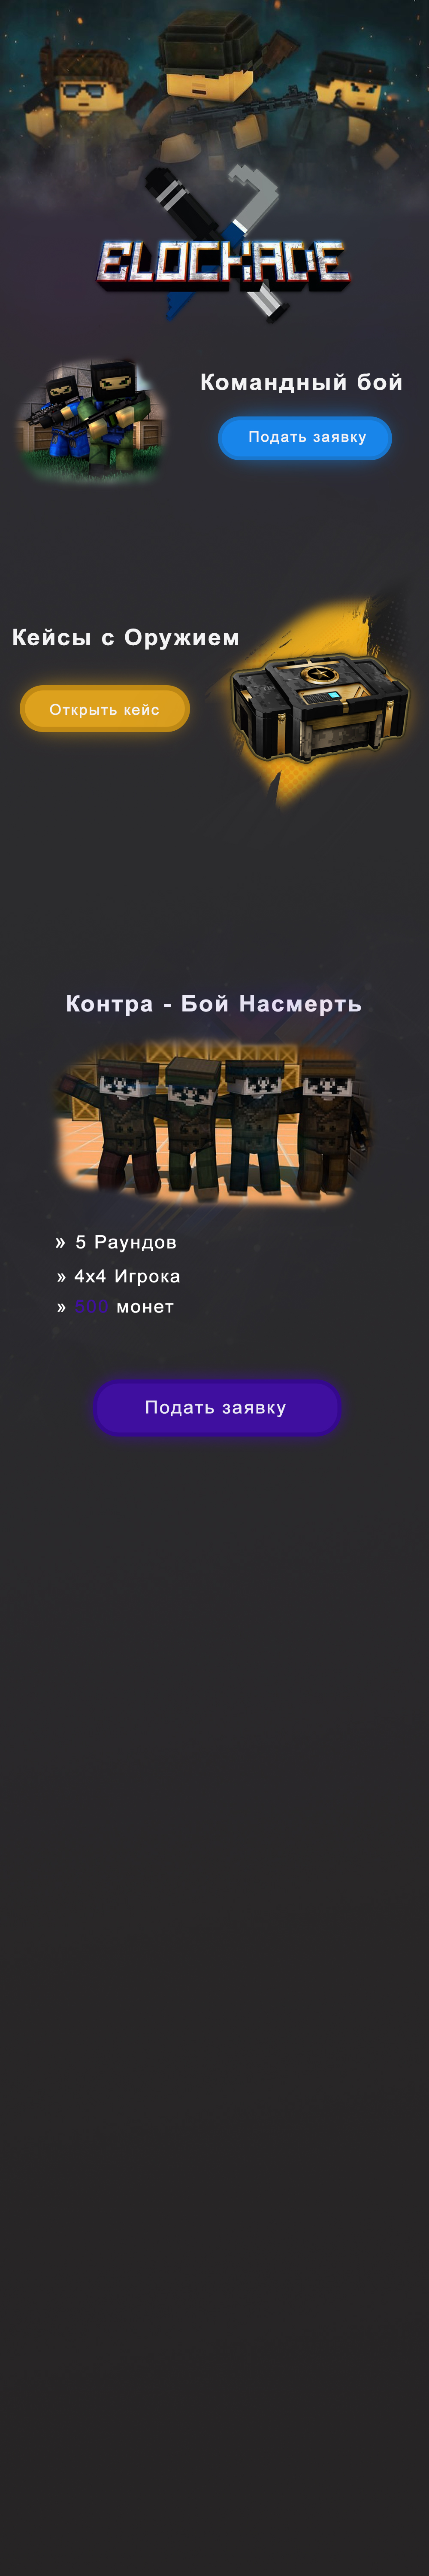 BLOCKADE
Командный бой
Подать заявку
Кейсы с Оружием
Открыть кейс
Контра - Бой Насмерть
» 5 Раундов
» 4х4 Игрока
» 500 монет
Подать заявку